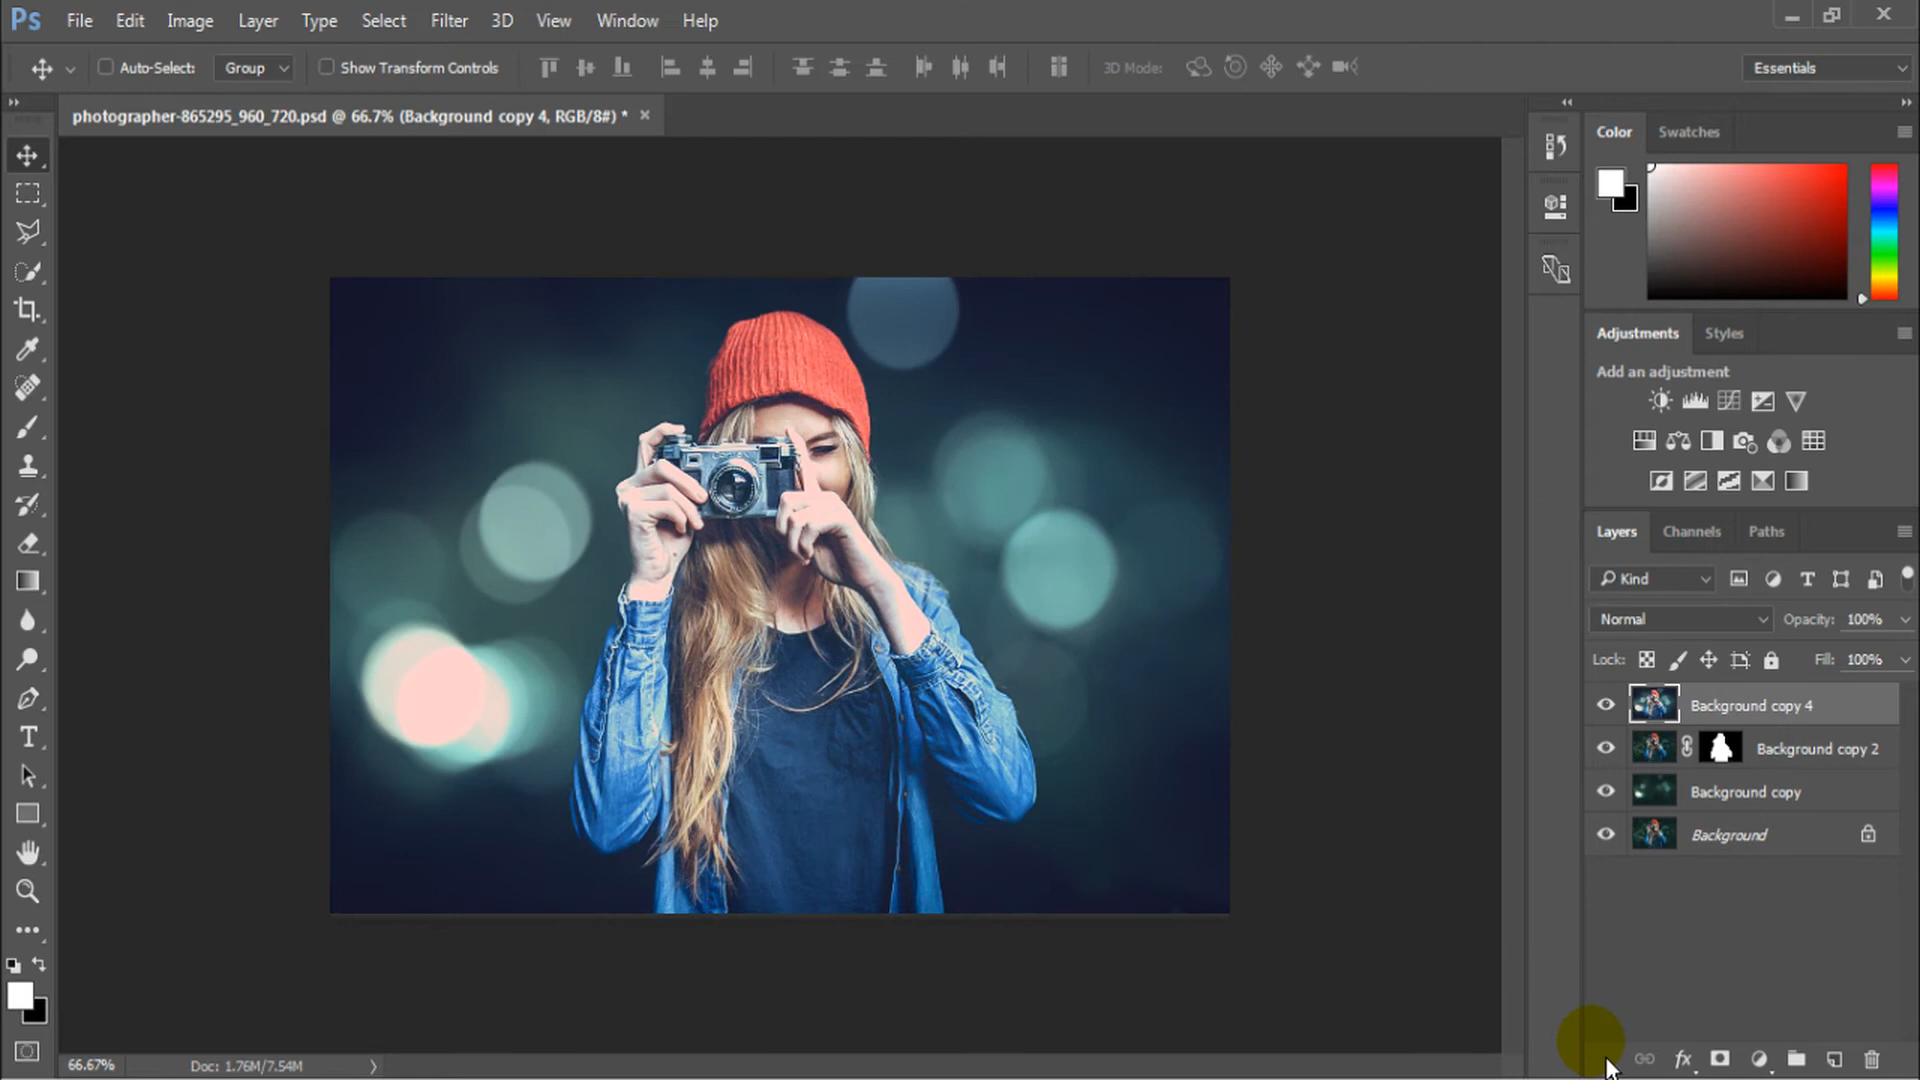 Ps File Edit Image Layer Type Select Filter 3D View Window Help
Auto-Select: Group Show Transform Controls 3D Mode: Essentials
photographer-865295_960_720.psd @ 66.7% (Background copy 4, RGB/8#) *
Color Swatches
Adjustments Styles
Add an adjustment
Layers Channels Paths
Kind
Normal Opacity: 100%
Lock: Fill: 100%
Background copy 4
Background copy 2
Background copy
Background
fx
66.67% Doc: 1.76M/7.54M